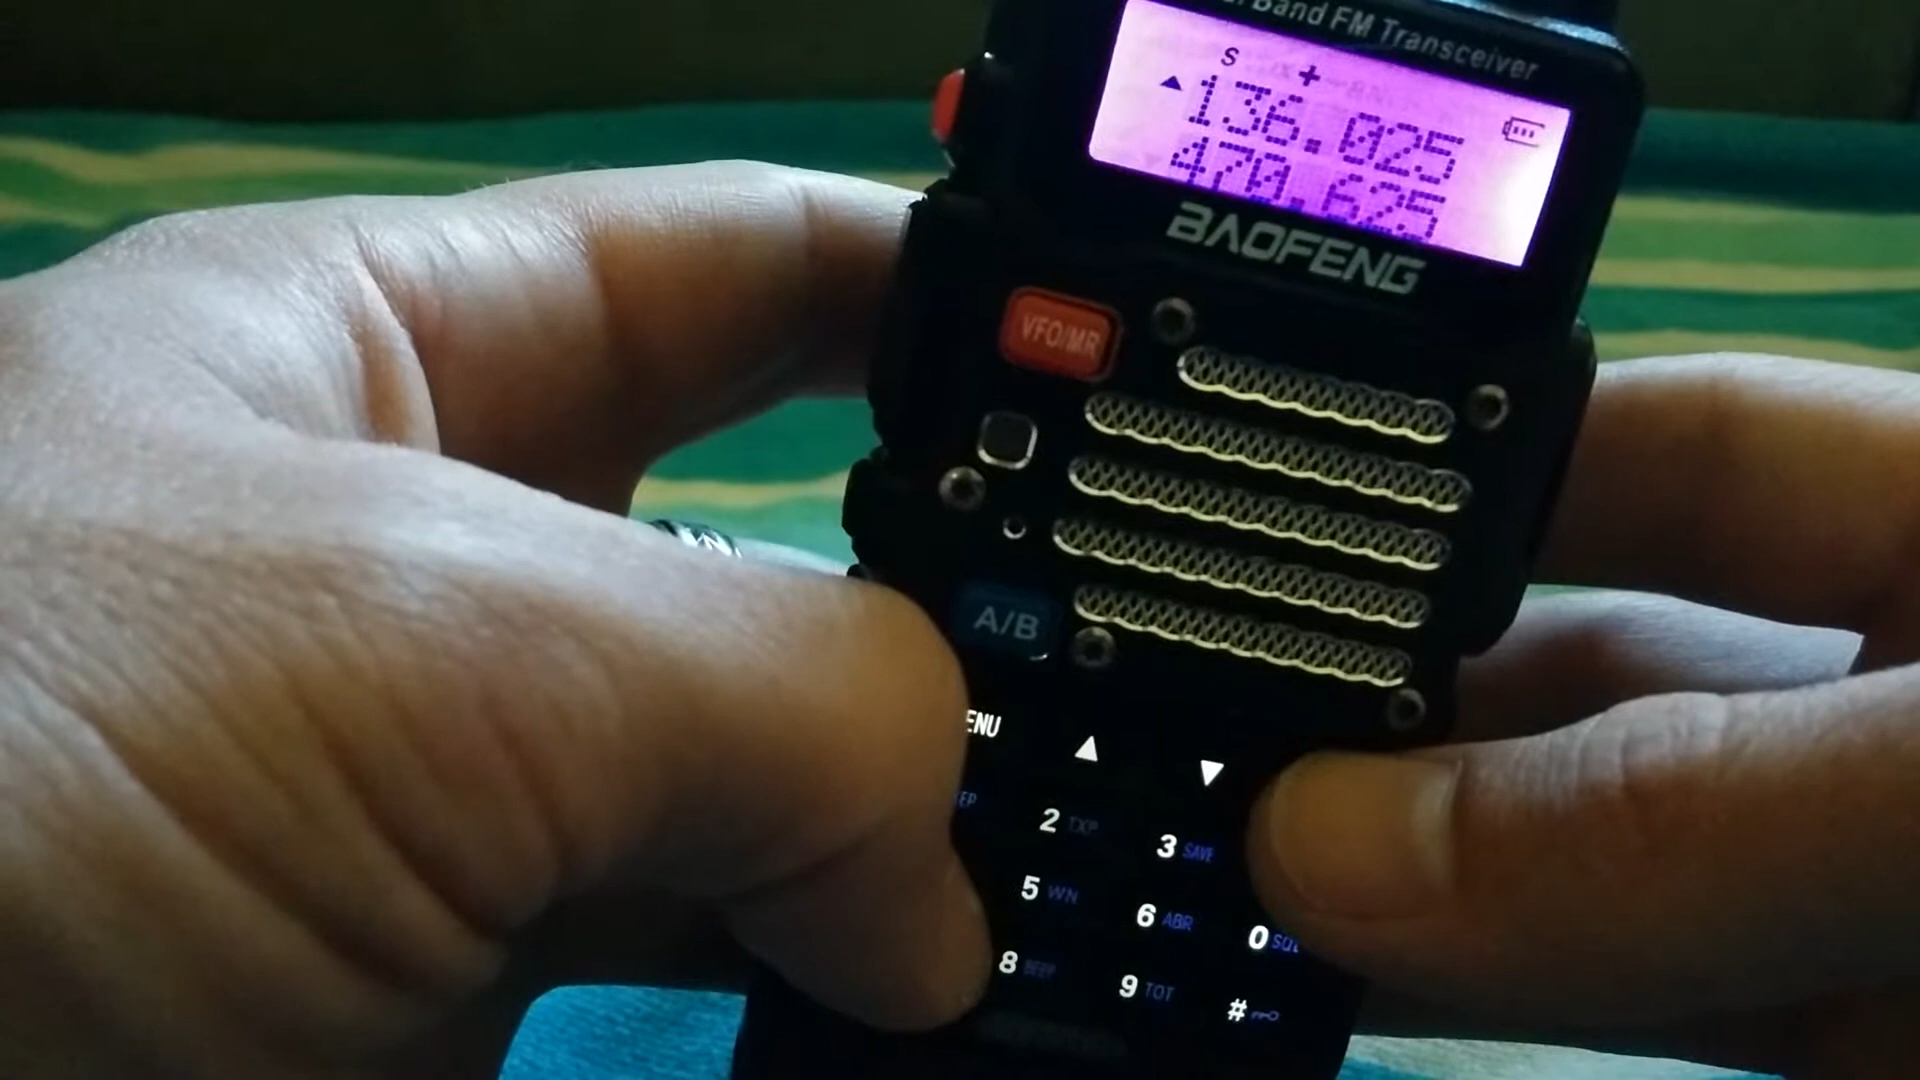 Band FM Transceiver
S +
136.025
470.625
BAOFENG
VFO/MR
A/B
ENU ▲ ▼
EP 2 TXP 3 SAVE
5 WN 6 ABR 0 SQL
8 BEEP 9 TOT #